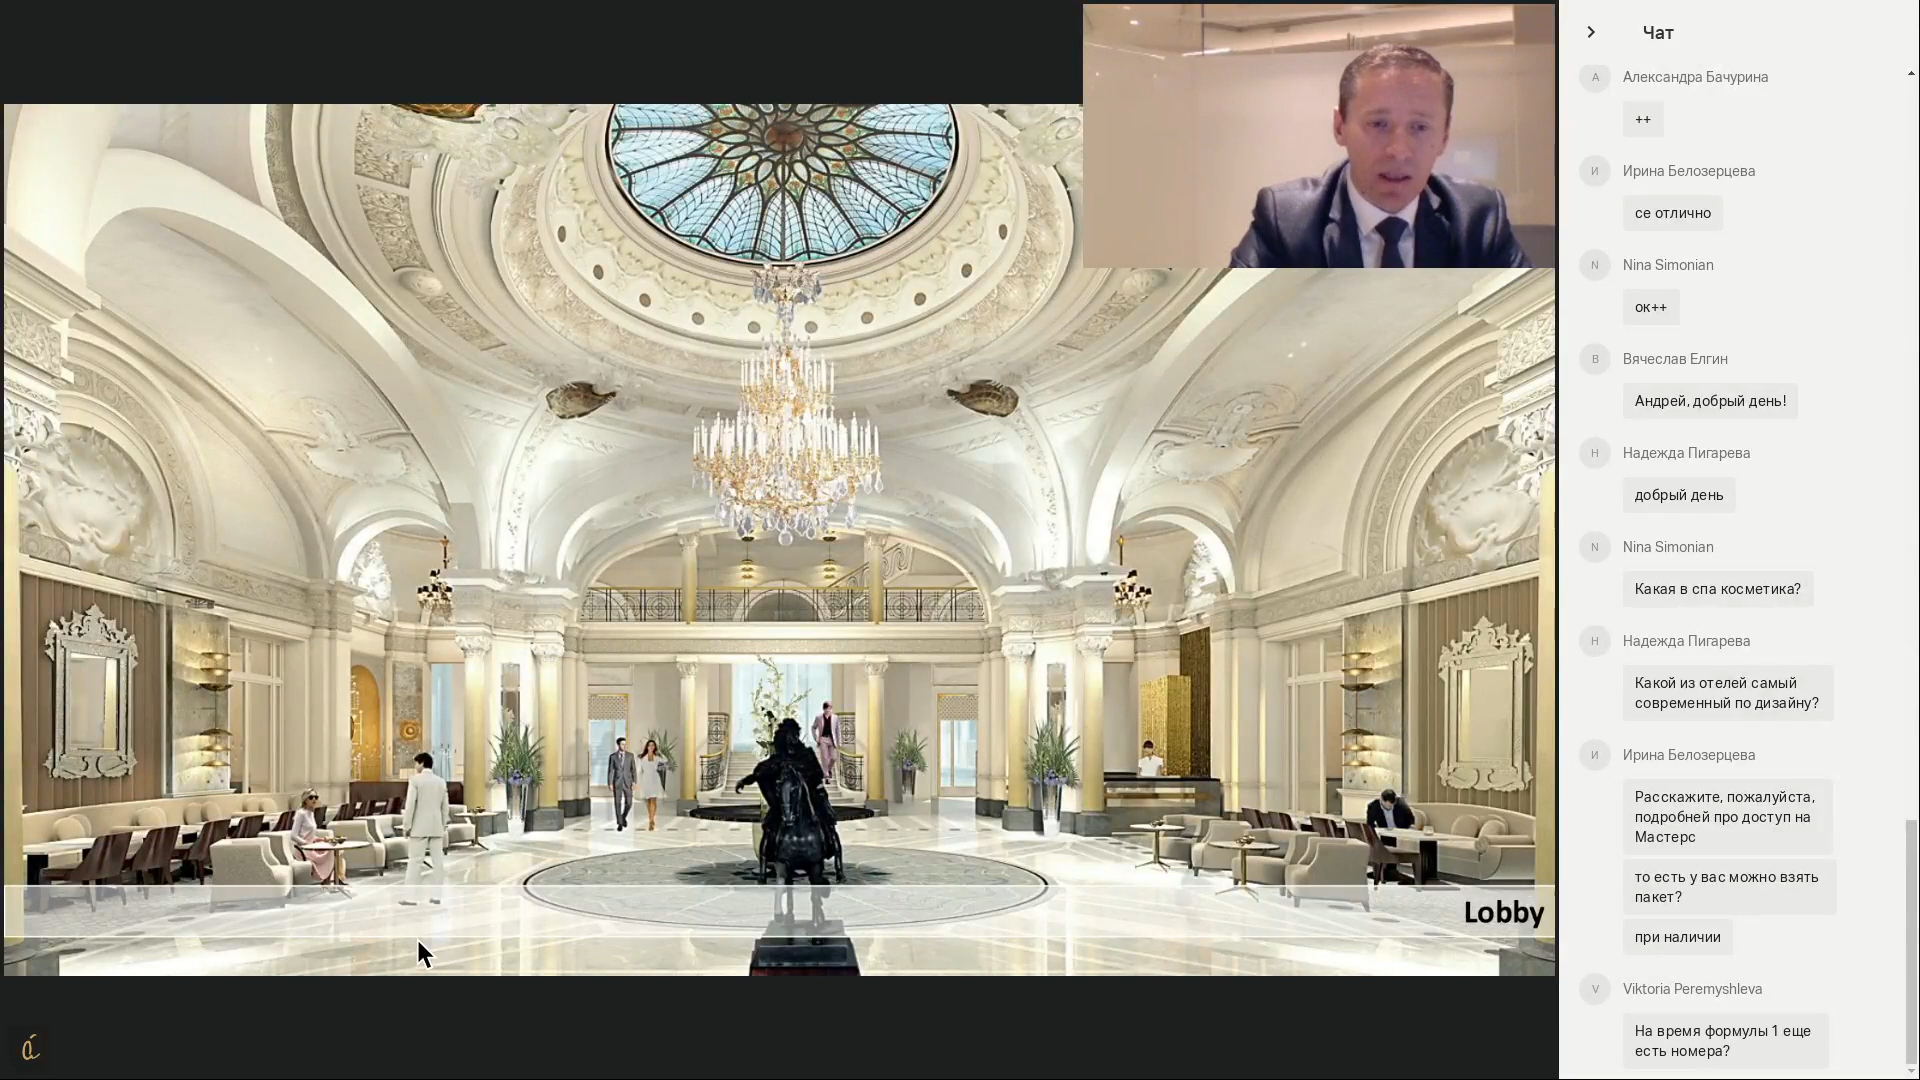 Lobby
á
Чат
А
Александра Бачурина
++
И
Ирина Белозерцева
се отлично
N
Nina Simonian
ок++
В
Вячеслав Елгин
Андрей, добрый день!
Н
Надежда Пигарева
добрый день
N
Nina Simonian
Какая в спа косметика?
Н
Надежда Пигарева
Какой из отелей самый
современный по дизайну?
И
Ирина Белозерцева
Расскажите, пожалуйста,
подробней про доступ на
Мастерс
то есть у вас можно взять
пакет?
при наличии
V
Viktoria Peremyshleva
На время формулы 1 еще
есть номера?